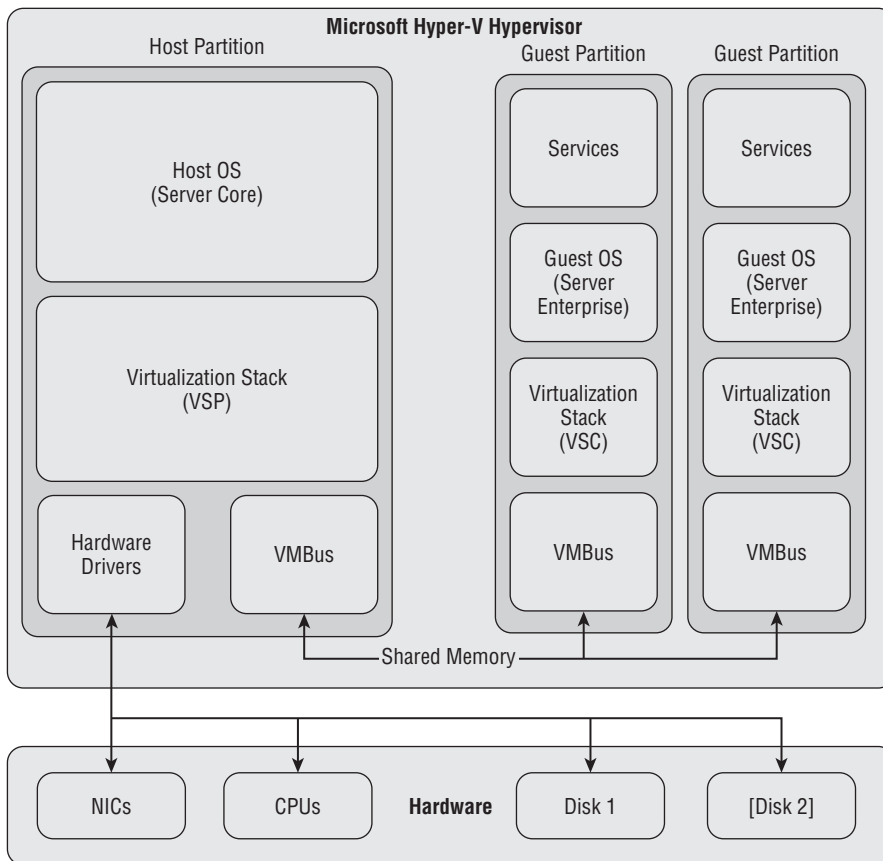 Microsoft Hyper-V Hypervisor
Host Partition
Guest Partition
Guest Partition
Host OS
(Server Core)
Virtualization Stack
(VSP)
Hardware
Drivers
VMBus
Services
Guest OS
(Server
Enterprise)
Virtualization
Stack
(VSC)
VMBus
Services
Guest OS
(Server
Enterprise)
Virtualization
Stack
(VSC)
VMBus
Shared Memory
NICs
CPUs
Hardware
Disk 1
[Disk 2]